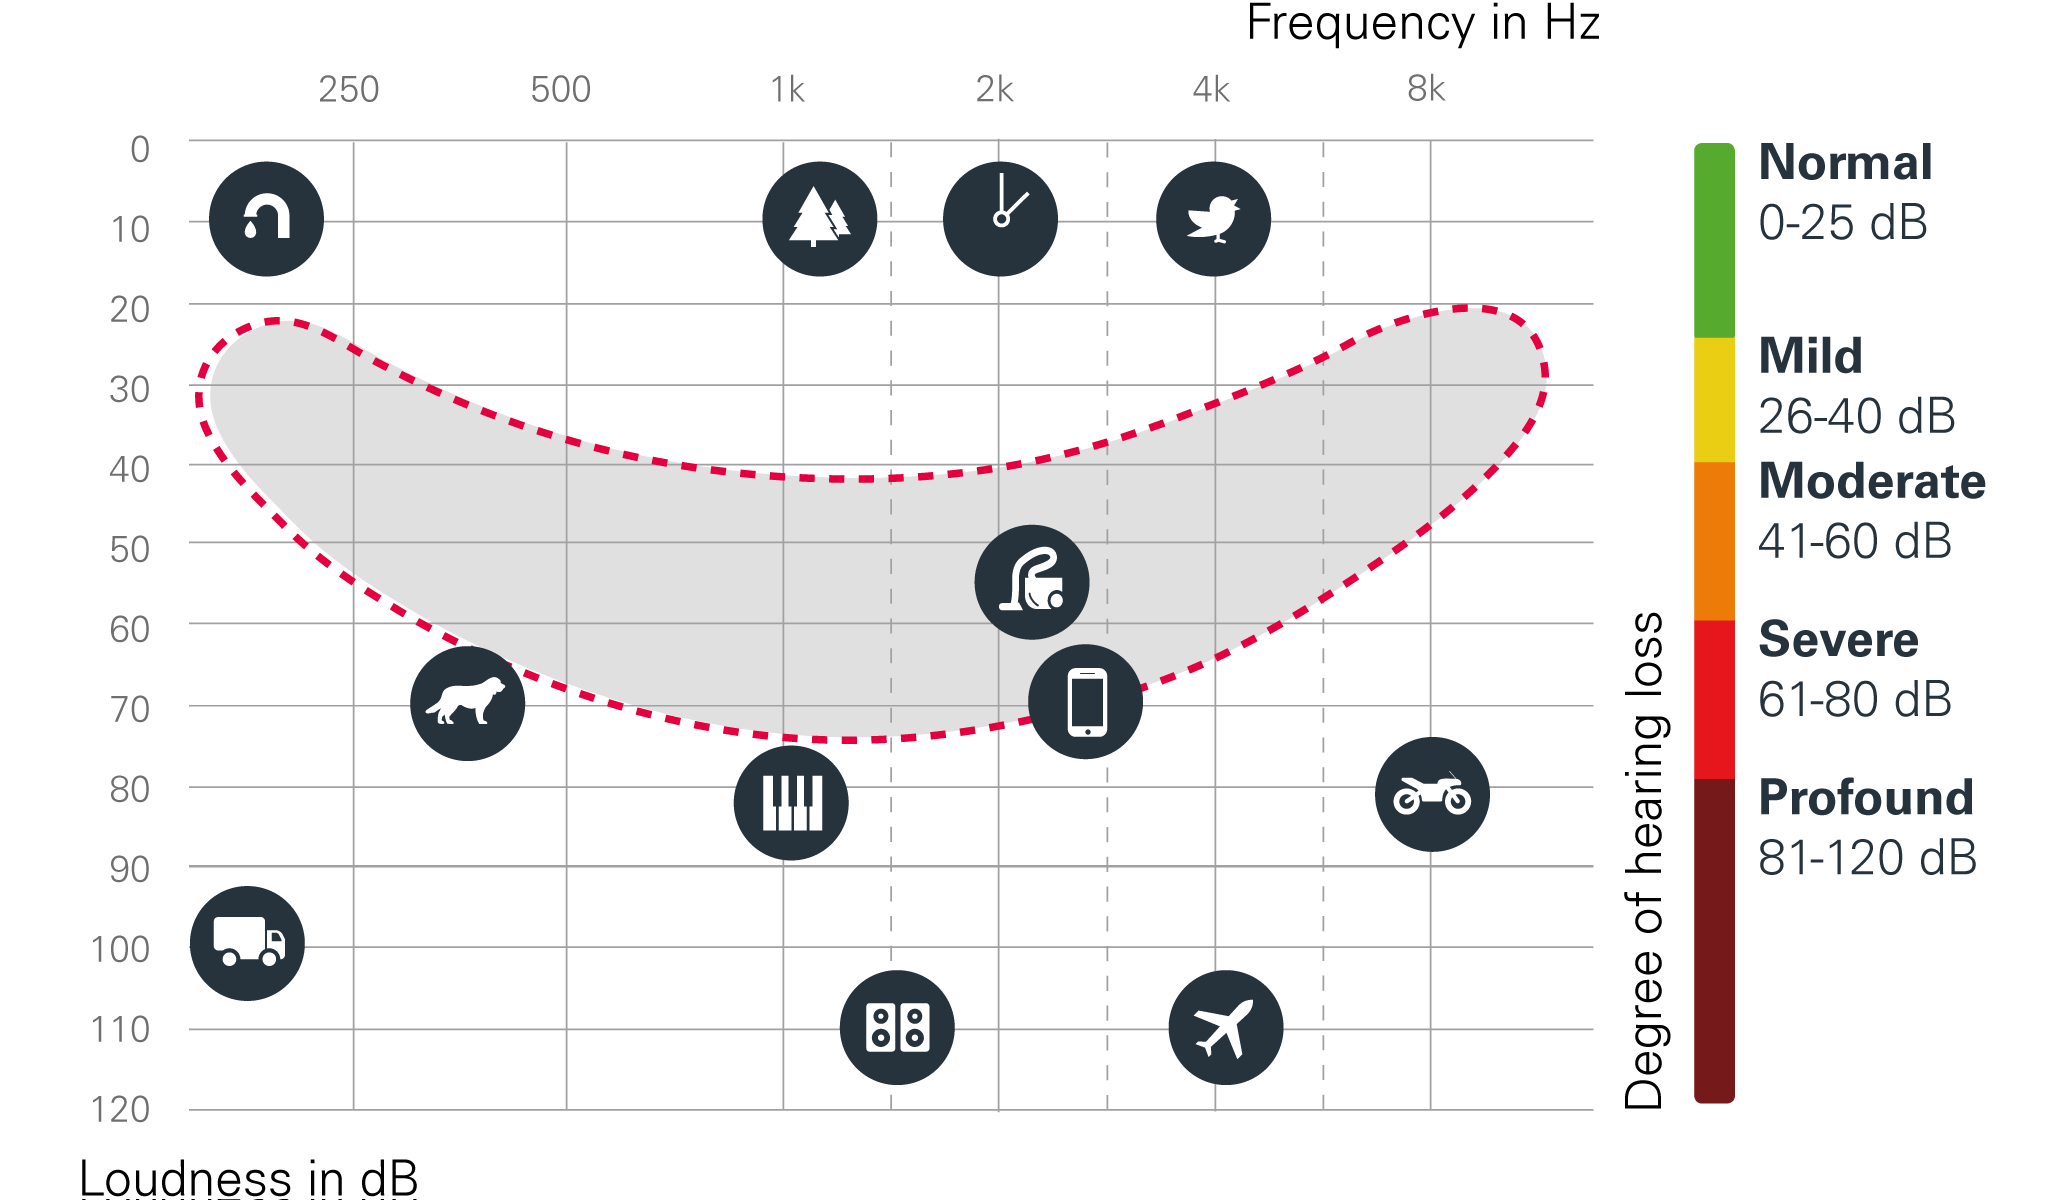 Frequency in Hz
250 500 1k 2k 4k 8k
0
10
20
30
40
50
60
70
80
90
100
110
120
Loudness in dB
Degree of hearing loss
Normal
0-25 dB
Mild
26-40 dB
Moderate
41-60 dB
Severe
61-80 dB
Profound
81-120 dB